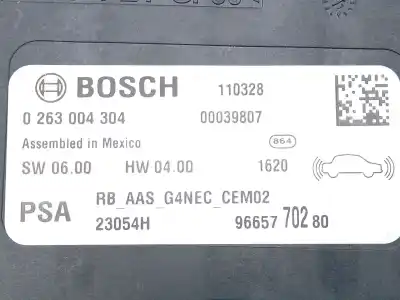 BOSCH 110328
0 263 004 304 00039807
Assembled in Mexico 864
SW 06.00 HW 04.00 1620
PSA RB_AAS_G4NEC_CEM02
23054H 96657 702 80